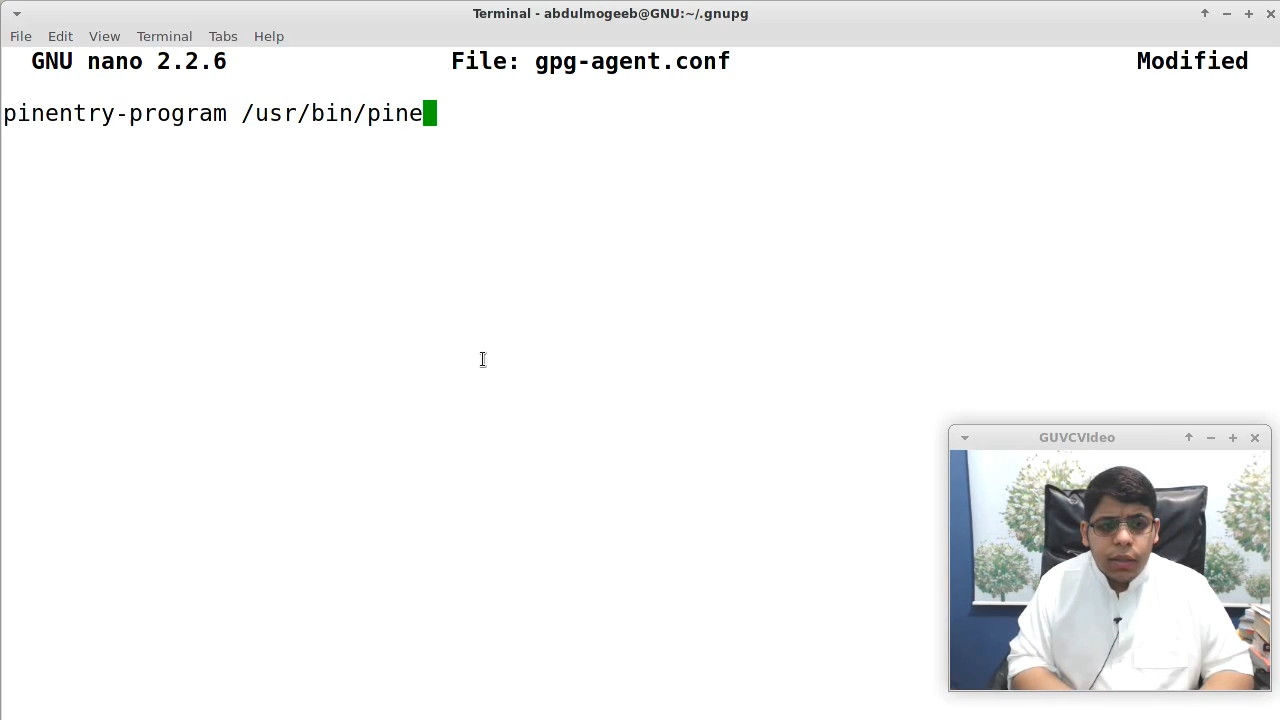 Terminal - abdulmogeeb@GNU:~/.gnupg
File Edit View Terminal Tabs Help
GNU nano 2.2.6 File: gpg-agent.conf Modified
pinentry-program /usr/bin/pine
GUVCVIdeo